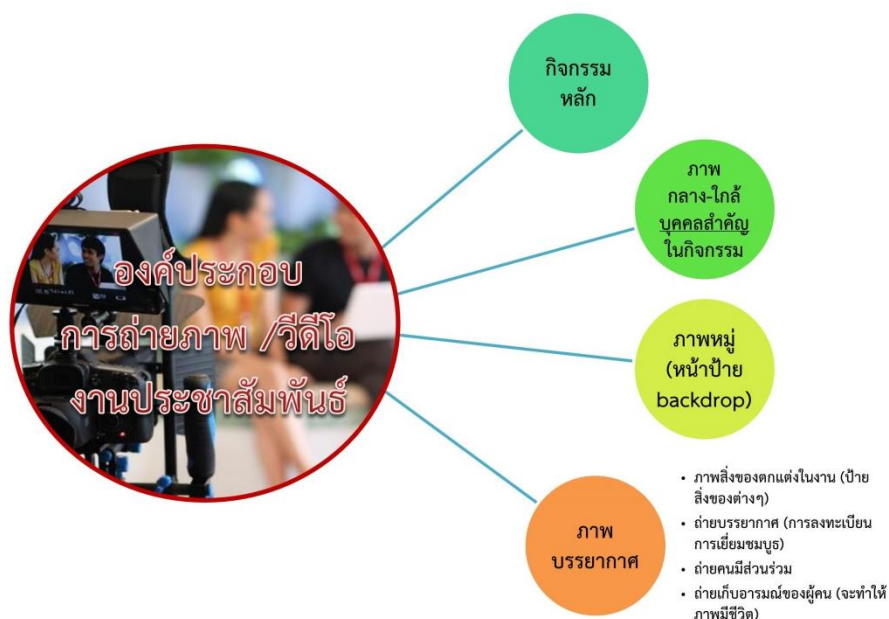 กิจกรรม
หลัก
ภาพ
กลาง-ใกล้
บุคคลสำคัญ
ในกิจกรรม
องค์ประกอบ
การถ่ายภาพ /วีดีโอ
งานประชาสัมพันธ์
ภาพหมู่
(หน้าป้าย
backdrop)
ภาพ
บรรยากาศ
• ภาพสิ่งของตกแต่งในงาน (ป้าย
สิ่งของต่างๆ)
• ถ่ายบรรยากาศ (การลงทะเบียน
การเยี่ยมชมบูธ)
• ถ่ายคนมีส่วนร่วม
• ถ่ายเก็บอารมณ์ของผู้คน (จะทำให้
ภาพมีชีวิต)